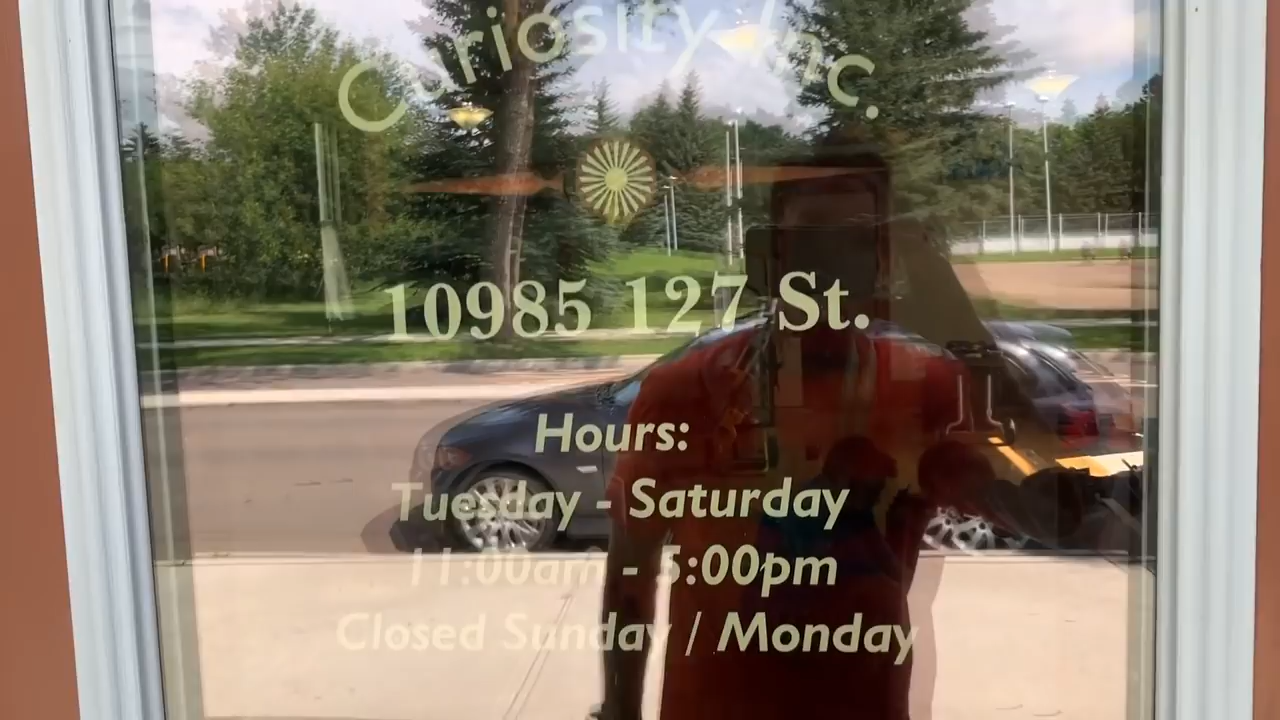 Curiosity Inc.
10985 127 St.
Hours:
Tuesday - Saturday
11:00am - 5:00pm
Closed Sunday / Monday